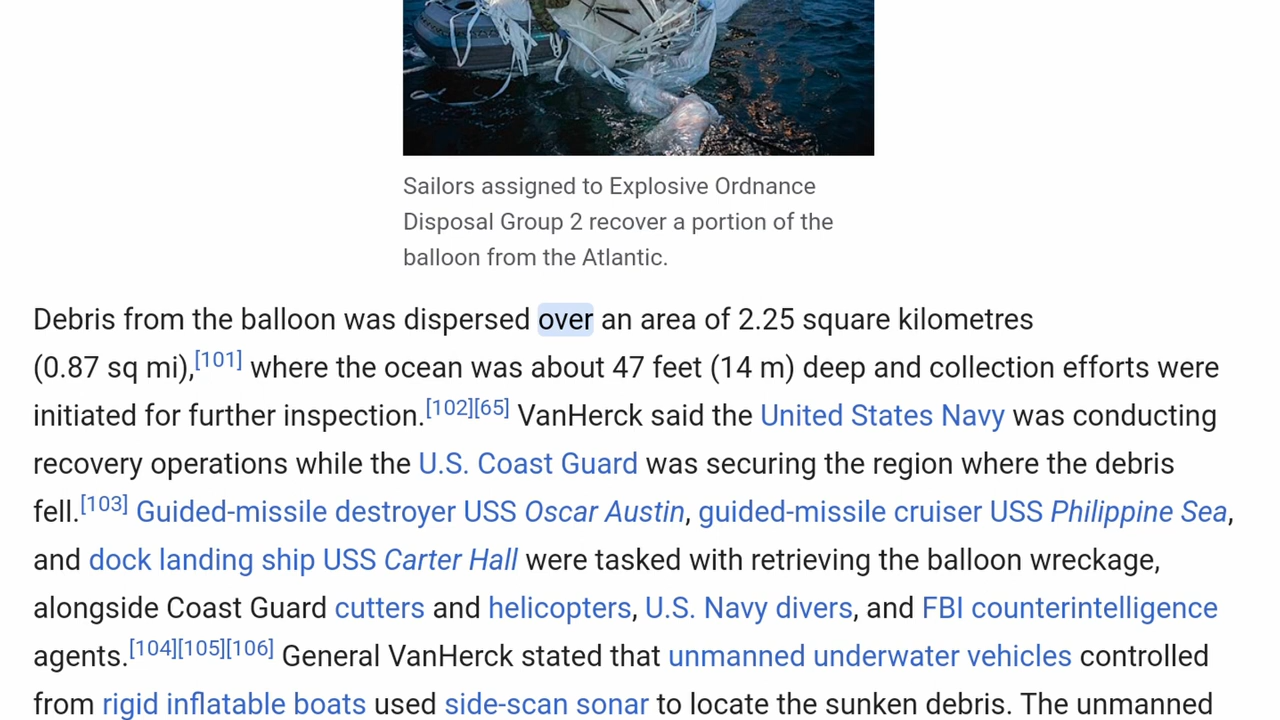 Sailors assigned to Explosive Ordnance
Disposal Group 2 recover a portion of the
balloon from the Atlantic.
Debris from the balloon was dispersed over an area of 2.25 square kilometres
(0.87 sq mi),[101] where the ocean was about 47 feet (14 m) deep and collection efforts were
initiated for further inspection.[102][65] VanHerck said the United States Navy was conducting
recovery operations while the U.S. Coast Guard was securing the region where the debris
fell.[103] Guided-missile destroyer USS Oscar Austin, guided-missile cruiser USS Philippine Sea,
and dock landing ship USS Carter Hall were tasked with retrieving the balloon wreckage,
alongside Coast Guard cutters and helicopters, U.S. Navy divers, and FBI counterintelligence
agents.[104][105][106] General VanHerck stated that unmanned underwater vehicles controlled
from rigid inflatable boats used side-scan sonar to locate the sunken debris. The unmanned